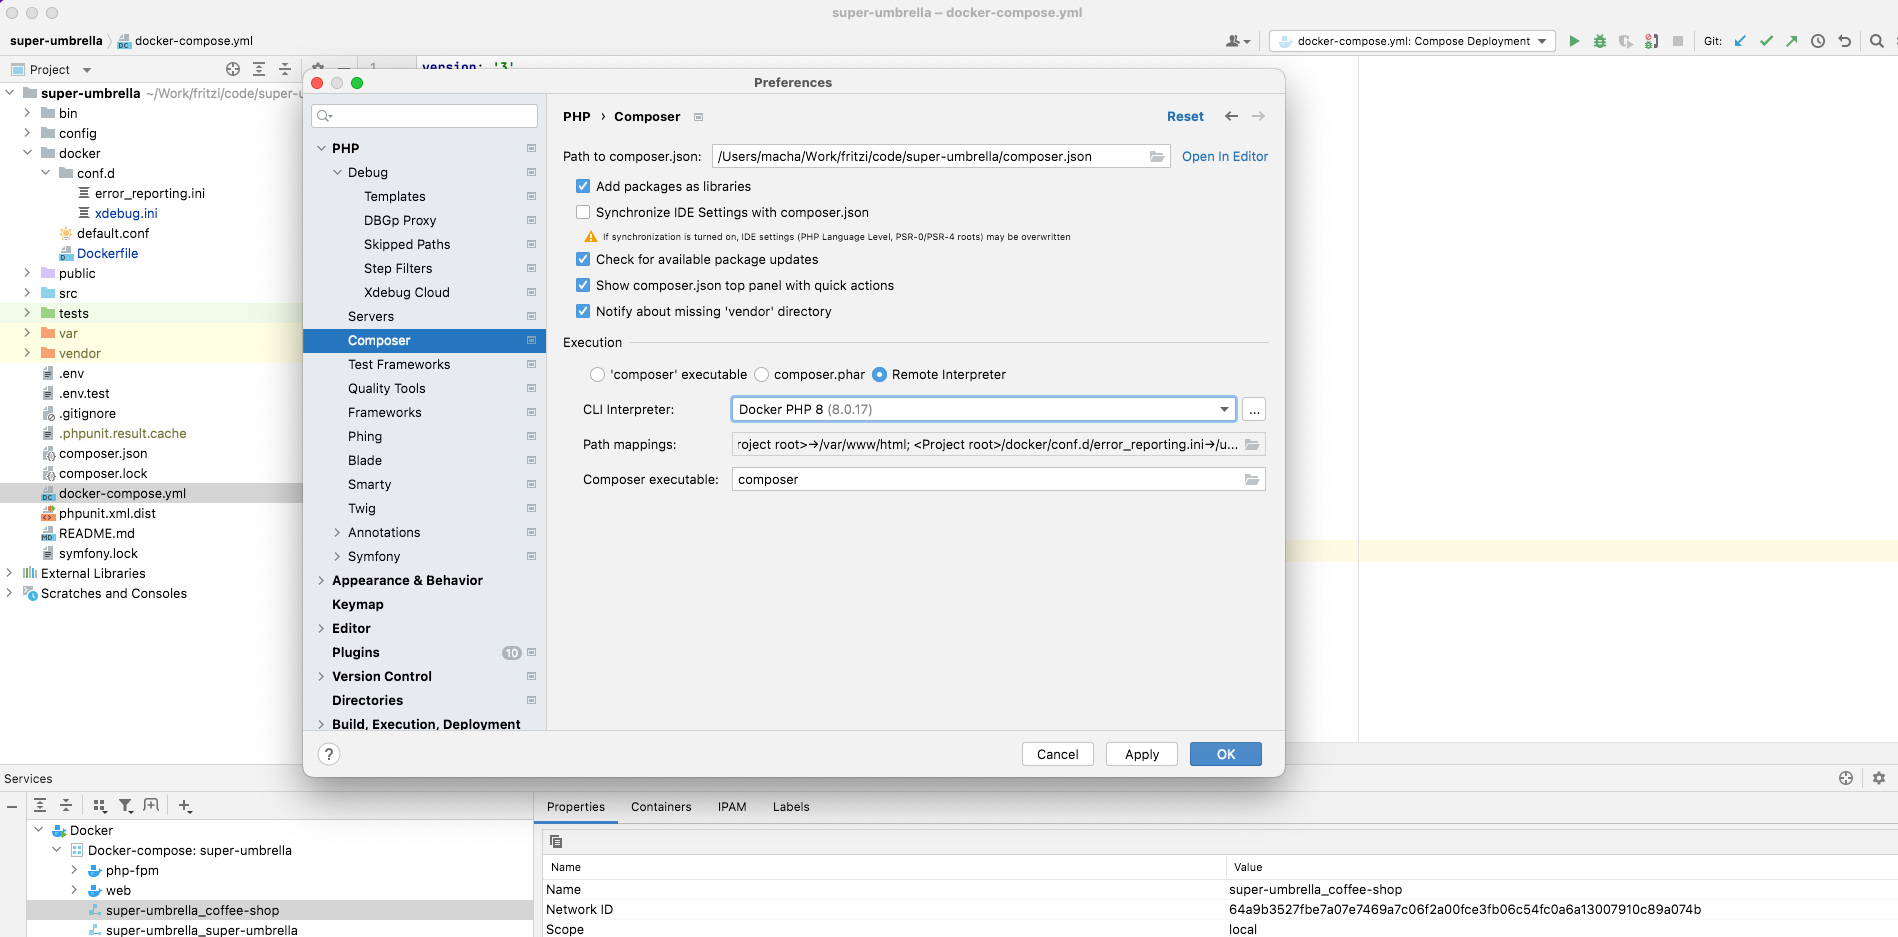 super-umbrella – docker-compose.yml
super-umbrella
docker-compose.yml
docker-compose.yml: Compose Deployment
Git:
Project
1
version: '3'
super-umbrella ~/Work/fritzi/code/super-u
bin
config
docker
conf.d
error_reporting.ini
xdebug.ini
default.conf
Dockerfile
public
src
tests
var
vendor
.env
.env.test
.gitignore
.phpunit.result.cache
composer.json
composer.lock
docker-compose.yml
phpunit.xml.dist
README.md
symfony.lock
External Libraries
Scratches and Consoles
Preferences
PHP
Debug
Templates
DBGp Proxy
Skipped Paths
Step Filters
Xdebug Cloud
Servers
Composer
Test Frameworks
Quality Tools
Frameworks
Phing
Blade
Smarty
Twig
Annotations
Symfony
Appearance & Behavior
Keymap
Editor
Plugins 10
Version Control
Directories
Build, Execution, Deployment
PHP › Composer
Reset
Path to composer.json: /Users/macha/Work/fritzi/code/super-umbrella/composer.json Open In Editor
Add packages as libraries
Synchronize IDE Settings with composer.json
If synchronization is turned on, IDE settings (PHP Language Level, PSR-0/PSR-4 roots) may be overwritten
Check for available package updates
Show composer.json top panel with quick actions
Notify about missing 'vendor' directory
Execution
'composer' executable composer.phar Remote Interpreter
CLI Interpreter: Docker PHP 8 (8.0.17) ...
Path mappings: roject root>→/var/www/html; <Project root>/docker/conf.d/error_reporting.ini→/u...
Composer executable: composer
? Cancel Apply OK
Services
Docker
Docker-compose: super-umbrella
php-fpm
web
super-umbrella_coffee-shop
super-umbrella_super-umbrella
Properties Containers IPAM Labels
Name Value
Name super-umbrella_coffee-shop
Network ID 64a9b3527fbe7a07e7469a7c06f2a00fce3fb06c54fc0a6a13007910c89a074b
Scope local